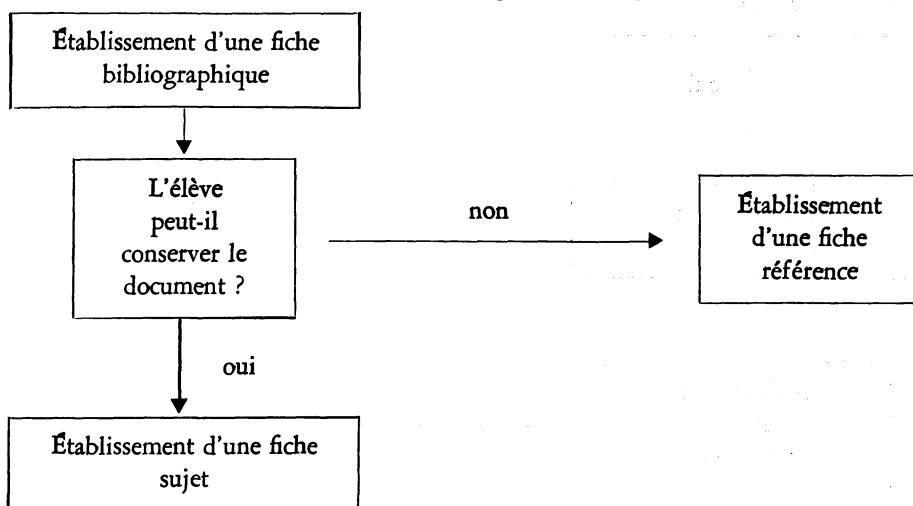 Établissement d'une fiche
bibliographique
L'élève
peut-il
conserver le
document ?
non
Établissement
d'une fiche
référence
oui
Établissement d'une fiche
sujet